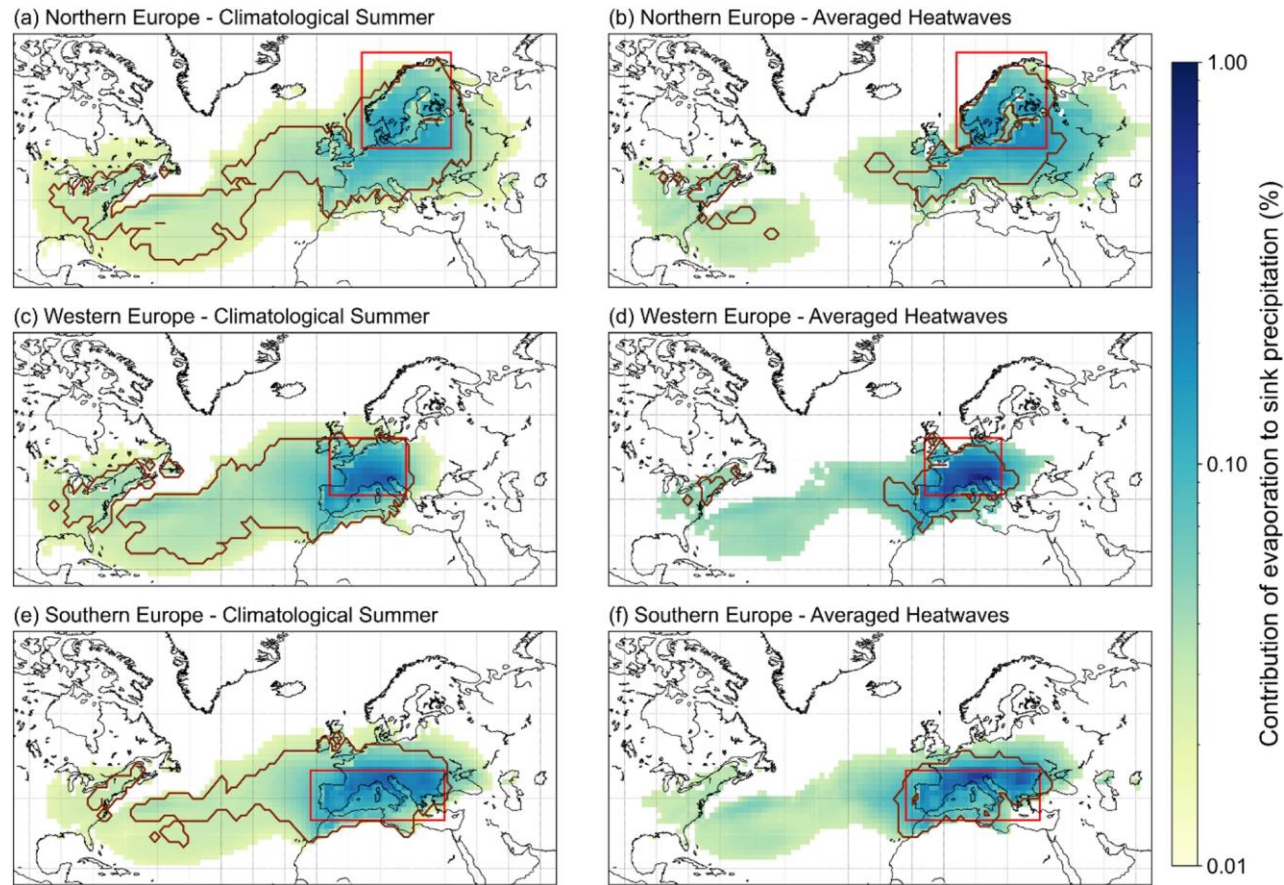 (a) Northern Europe - Climatological Summer
(b) Northern Europe - Averaged Heatwaves
(c) Western Europe - Climatological Summer
(d) Western Europe - Averaged Heatwaves
(e) Southern Europe - Climatological Summer
(f) Southern Europe - Averaged Heatwaves
1.00
0.10
0.01
Contribution of evaporation to sink precipitation (%)